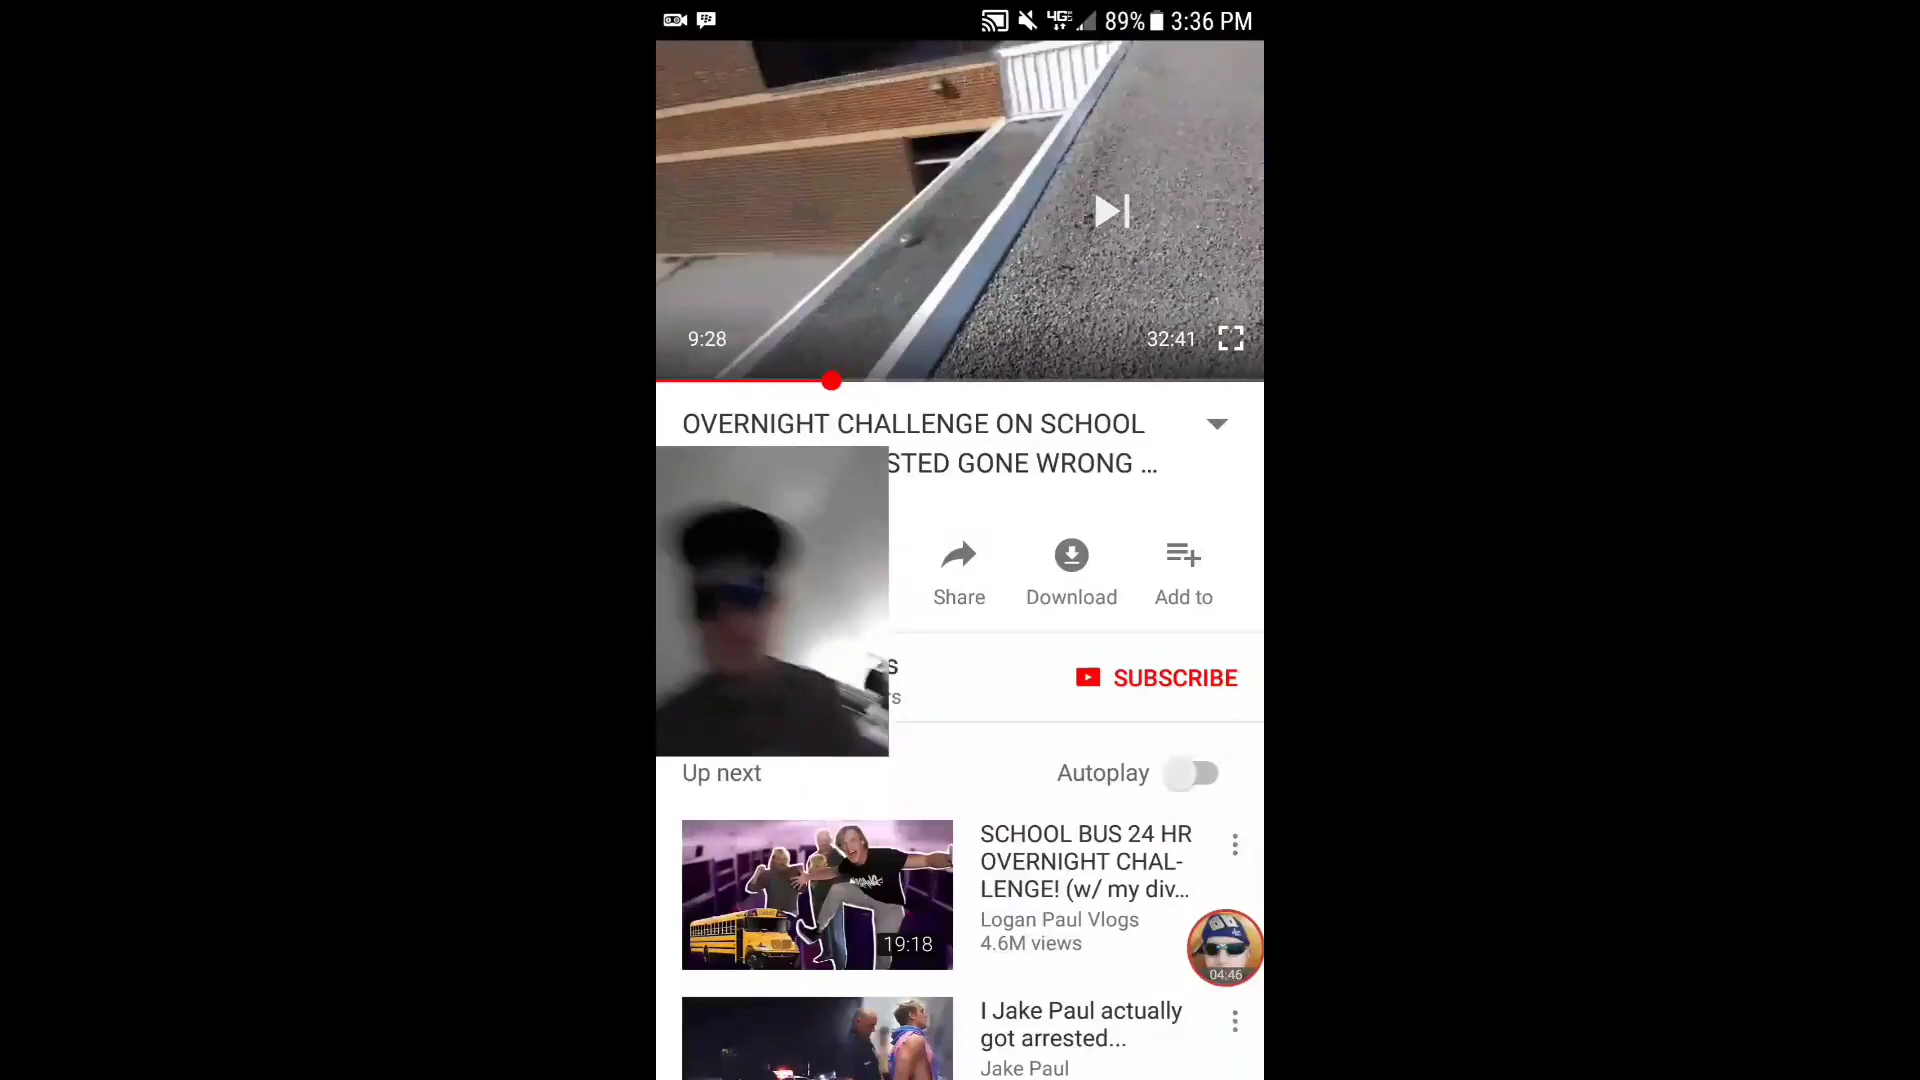 89% 3:36 PM
9:28
32:41
OVERNIGHT CHALLENGE ON SCHOOL
STED GONE WRONG ...
Share
Download
Add to
s
rs
SUBSCRIBE
Up next
Autoplay
SCHOOL BUS 24 HR
OVERNIGHT CHAL-
LENGE! (w/ my div...
Logan Paul Vlogs
4.6M views
19:18
04:46
I Jake Paul actually
got arrested...
Jake Paul